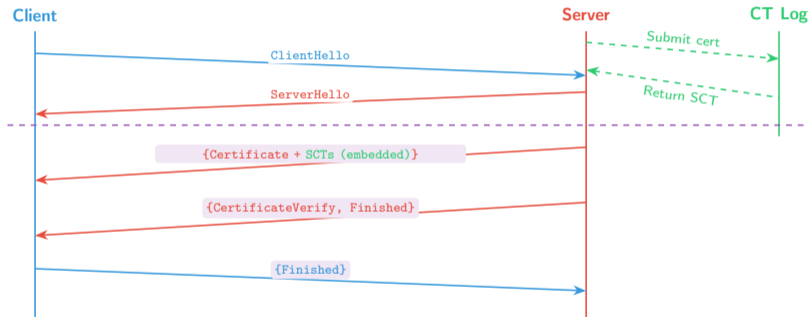 Client
Server
CT Log
Submit cert
ClientHello
Return SCT
ServerHello
{Certificate + SCTs (embedded)}
{CertificateVerify, Finished}
{Finished}